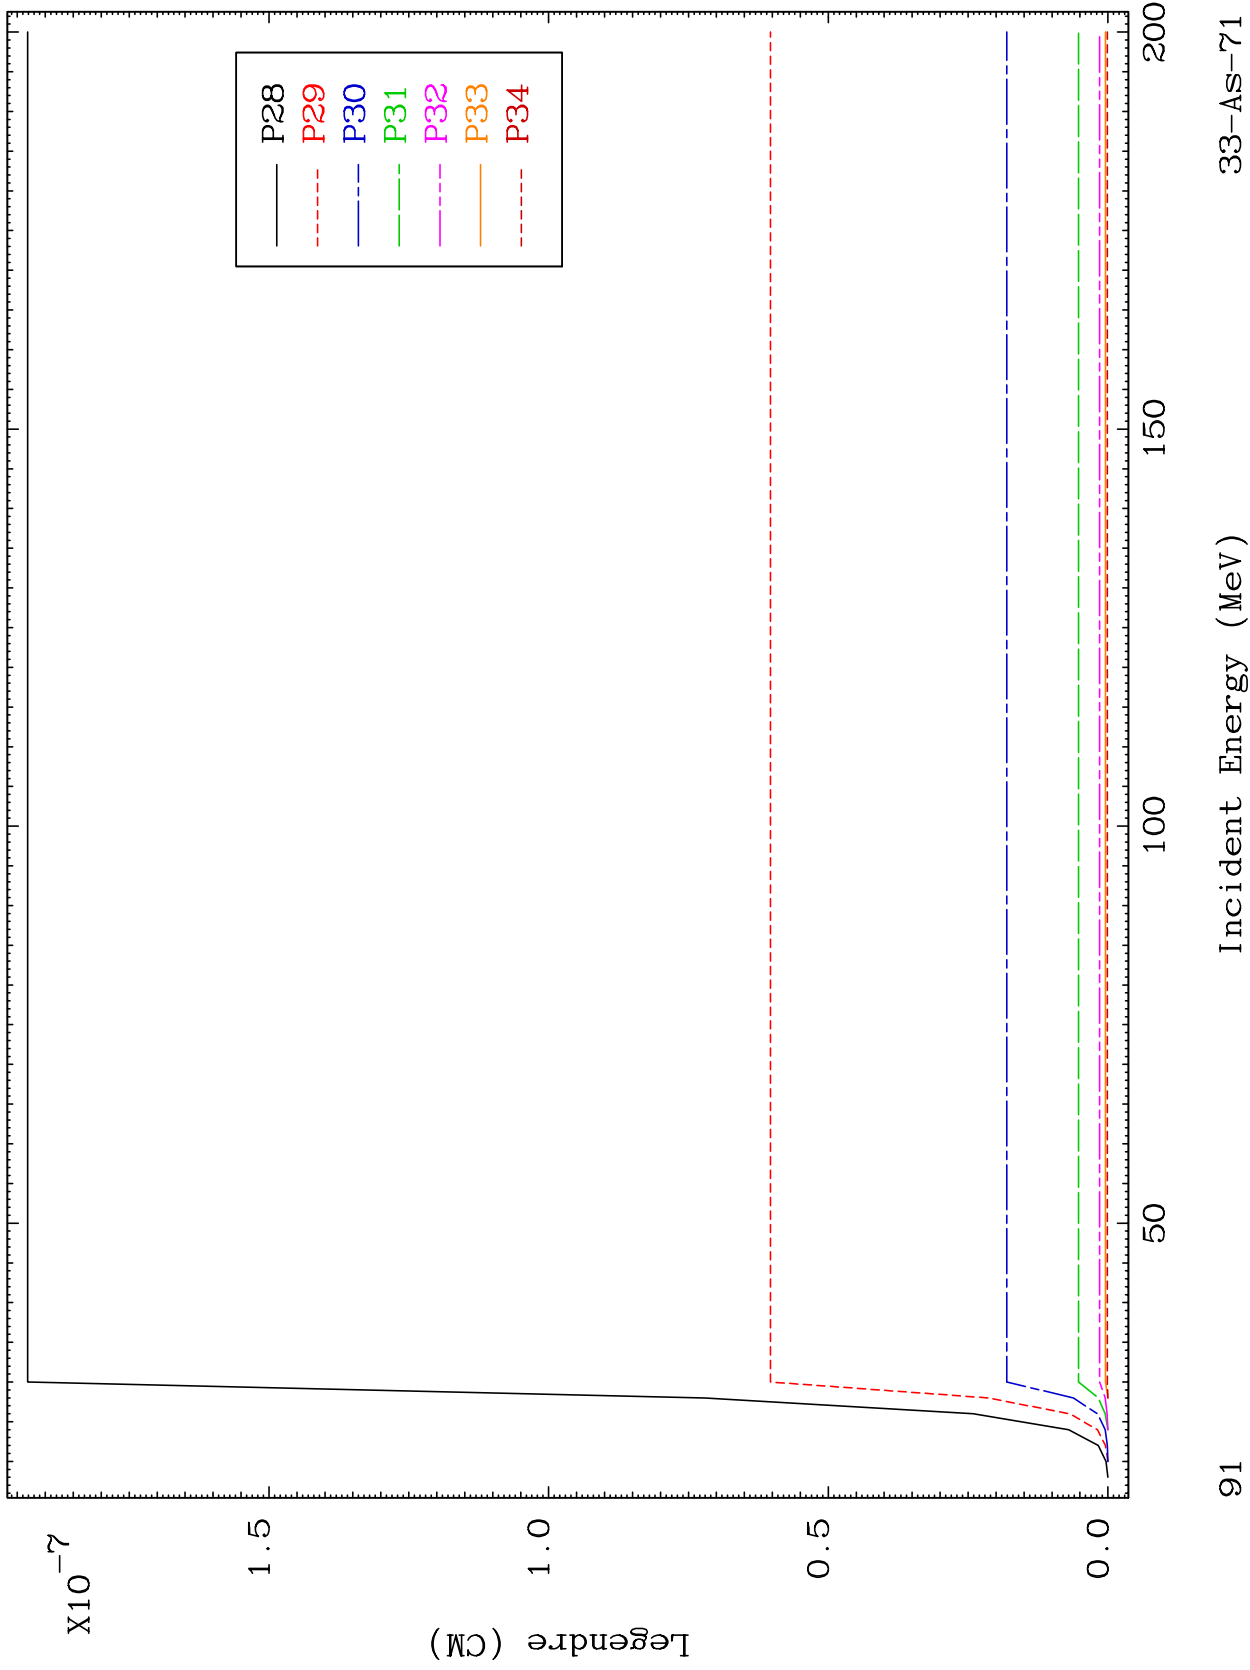 X10-7
Legendre (CM)
1.5
1.0
0.5
0.0
P28
P29
P30
P31
P32
P33
P34
50
100
150
200
Incident Energy (MeV)
91
33-As-71